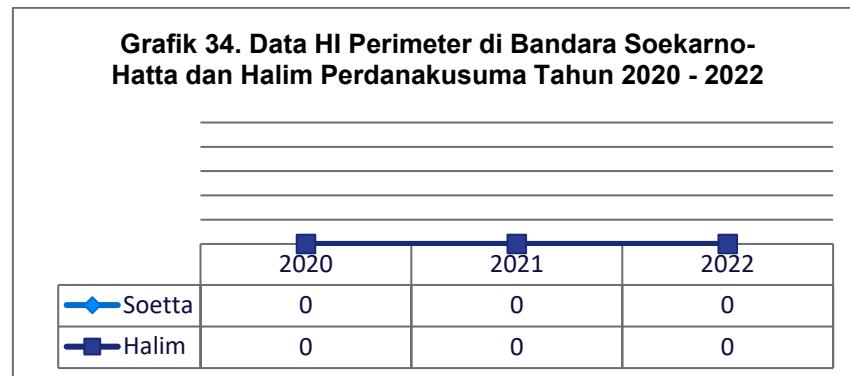 Grafik 34. Data HI Perimeter di Bandara Soekarno-
Hatta dan Halim Perdanakusuma Tahun 2020 - 2022
2020 2021 2022
Soetta 0 0 0
Halim 0 0 0